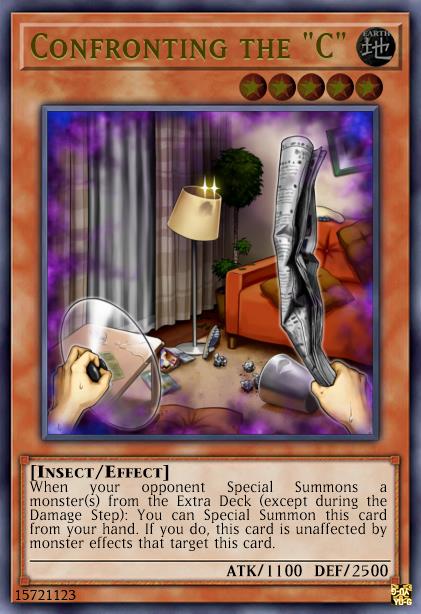 CONFRONTING THE "C"
EARTH
地
[INSECT/EFFECT]
When your opponent Special Summons a
monster(s) from the Extra Deck (except during the
Damage Step): You can Special Summon this card
from your hand. If you do, this card is unaffected by
monster effects that target this card.
ATK/1100 DEF/2500
15721123